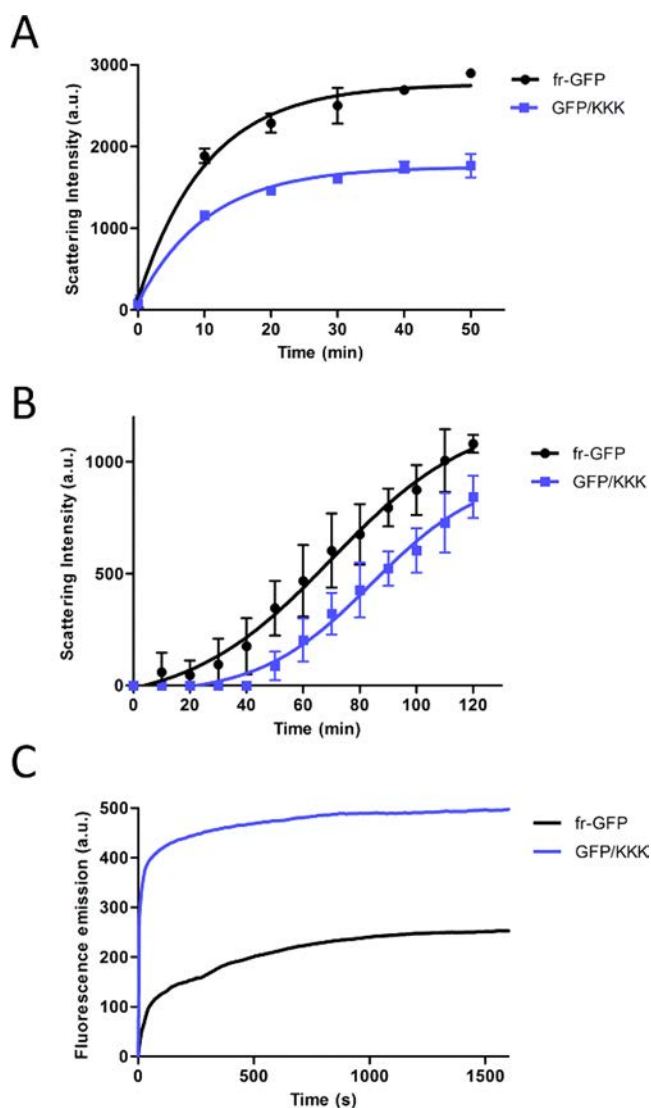 A
3000
2000
1000
0
Scattering Intensity (a.u.)
0 10 20 30 40 50
Time (min)
fr-GFP
GFP/KKK
B
1000
500
0
Scattering Intensity (a.u.)
0 20 40 60 80 100 120
Time (min)
fr-GFP
GFP/KKK
C
500
400
300
200
100
0
Fluorescence emission (a.u.)
0 500 1000 1500
Time (s)
fr-GFP
GFP/KKK